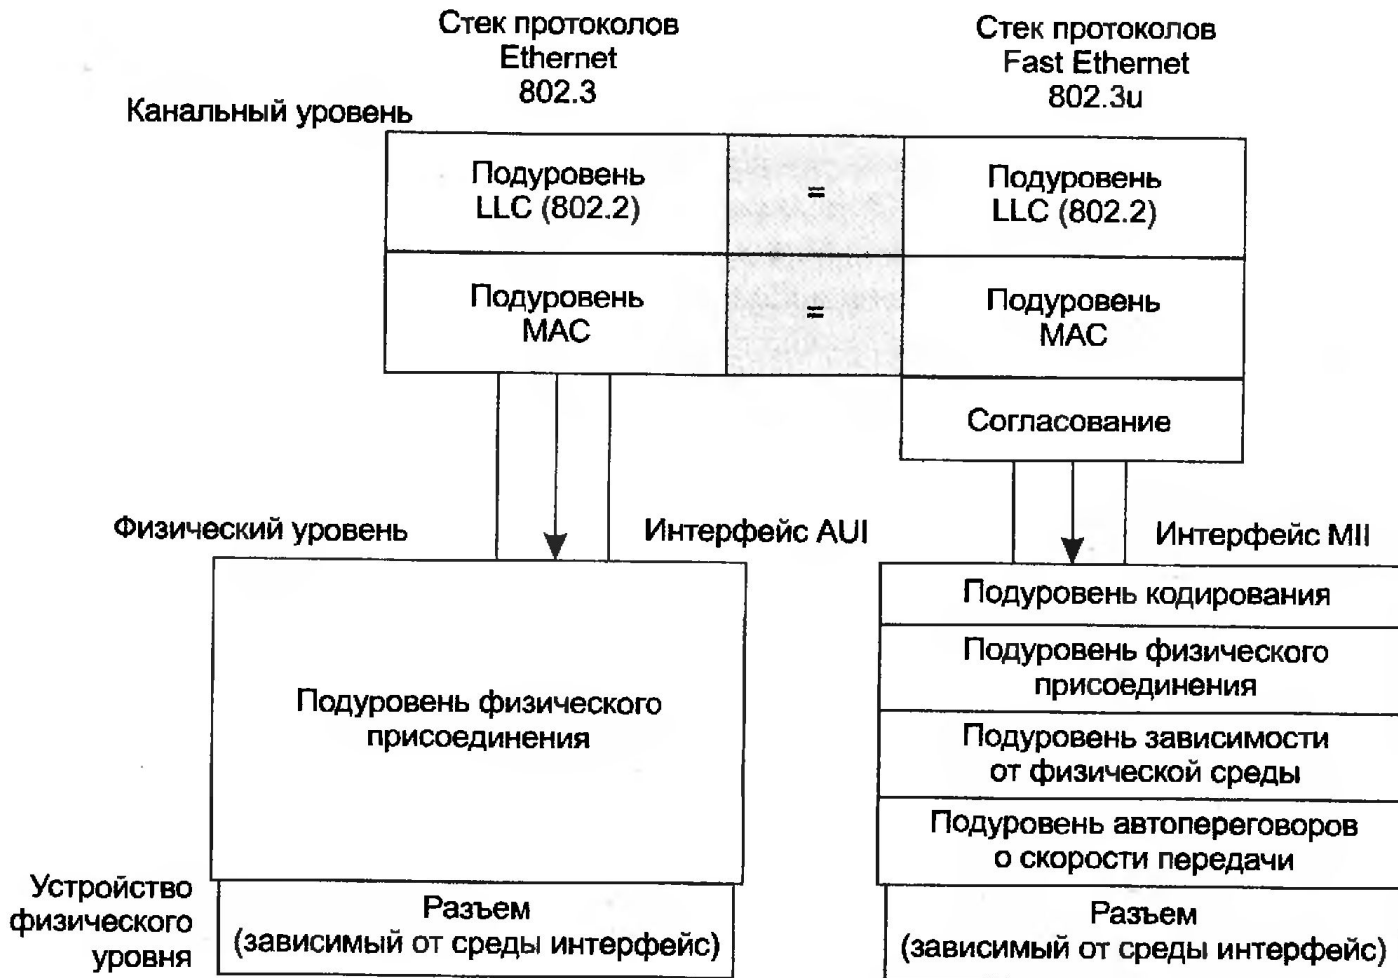 Стек протоколов
Ethernet
802.3
Стек протоколов
Fast Ethernet
802.3u
Канальный уровень
Подуровень
LLC (802.2)
=
Подуровень
LLC (802.2)
Подуровень
MAC
=
Подуровень
MAC
Согласование
Физический уровень
Интерфейс AUI
Интерфейс MII
Подуровень физического
присоединения
Подуровень кодирования
Подуровень физического
присоединения
Подуровень зависимости
от физической среды
Подуровень автопереговоров
о скорости передачи
Устройство
физического
уровня
Разъем
(зависимый от среды интерфейс)
Разъем
(зависимый от среды интерфейс)